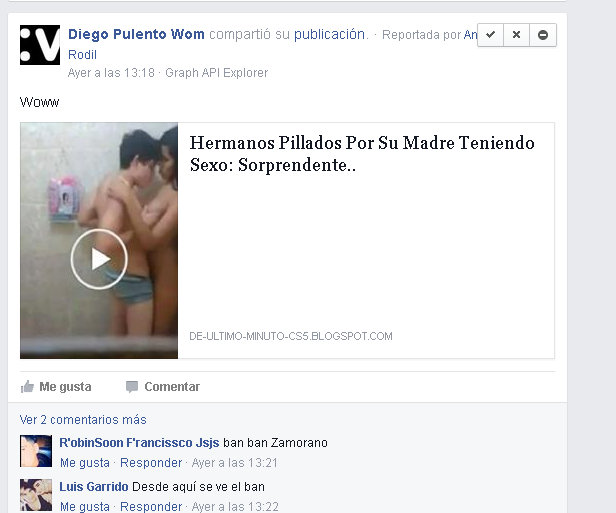 Diego Pulento Wom compartió su publicación. · Reportada por An
Rodil
Ayer a las 13:18 · Graph API Explorer
Woww
Hermanos Pillados Por Su Madre Teniendo
Sexo: Sorprendente..
DE-ULTIMO-MINUTO-CS5.BLOGSPOT.COM
Me gusta Comentar
Ver 2 comentarios más
R'obinSoon F'rancissco Jsjs ban ban Zamorano
Me gusta · Responder · Ayer a las 13:21
Luis Garrido Desde aquí se ve el ban
Me gusta · Responder · Ayer a las 13:22